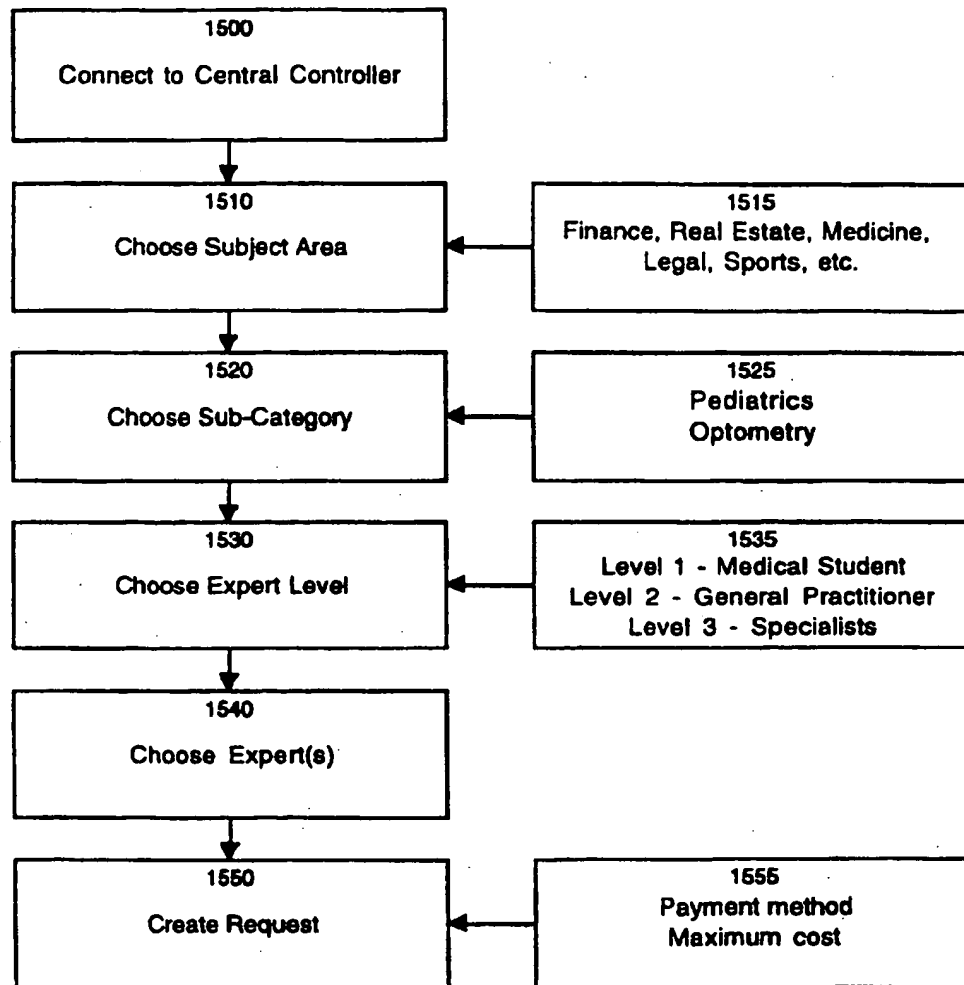 1500
Connect to Central Controller
1510
Choose Subject Area
1515
Finance, Real Estate, Medicine,
Legal, Sports, etc.
1520
Choose Sub-Category
1525
Pediatrics
Optometry
1530
Choose Expert Level
1535
Level 1 - Medical Student
Level 2 - General Practitioner
Level 3 - Specialists
1540
Choose Expert(s)
1550
Create Request
1555
Payment method
Maximum cost